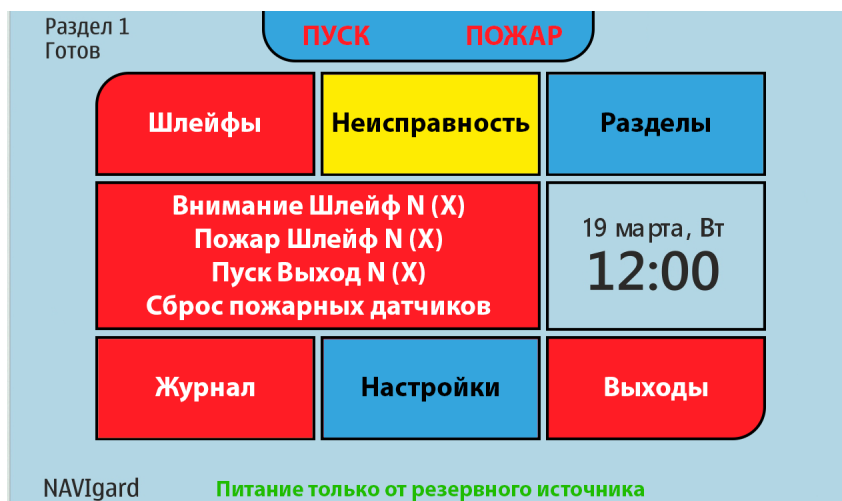 Раздел 1
Готов
ПУСК ПОЖАР
Шлейфы
Неисправность
Разделы
Внимание Шлейф N (X)
Пожар Шлейф N (X)
Пуск Выход N (X)
Сброс пожарных датчиков
19 марта, Вт
12:00
Журнал
Настройки
Выходы
NAVIgard
Питание только от резервного источника